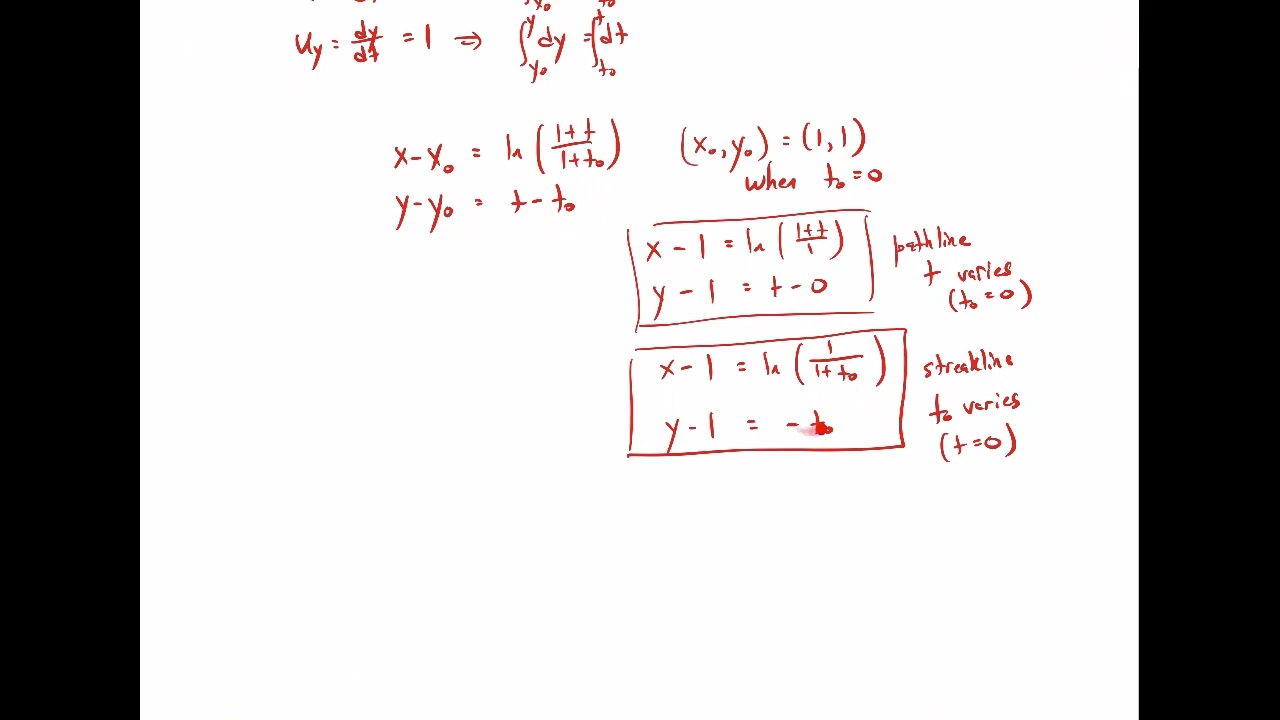 u_y = dy/dt = 1 ⇒ ∫_{y_0}^{y} dy = ∫_{t_0}^{t} dt
x - x_0 = ln((1+t)/(1+t_0)) (x_0, y_0) = (1, 1)
when t_0 = 0
y - y_0 = t - t_0
x - 1 = ln((1+t)/1) pathline
t varies
y - 1 = t - 0 (t_0 = 0)
x - 1 = ln(1/(1+t_0)) streakline
t_0 varies
y - 1 = - t_0 (t = 0)